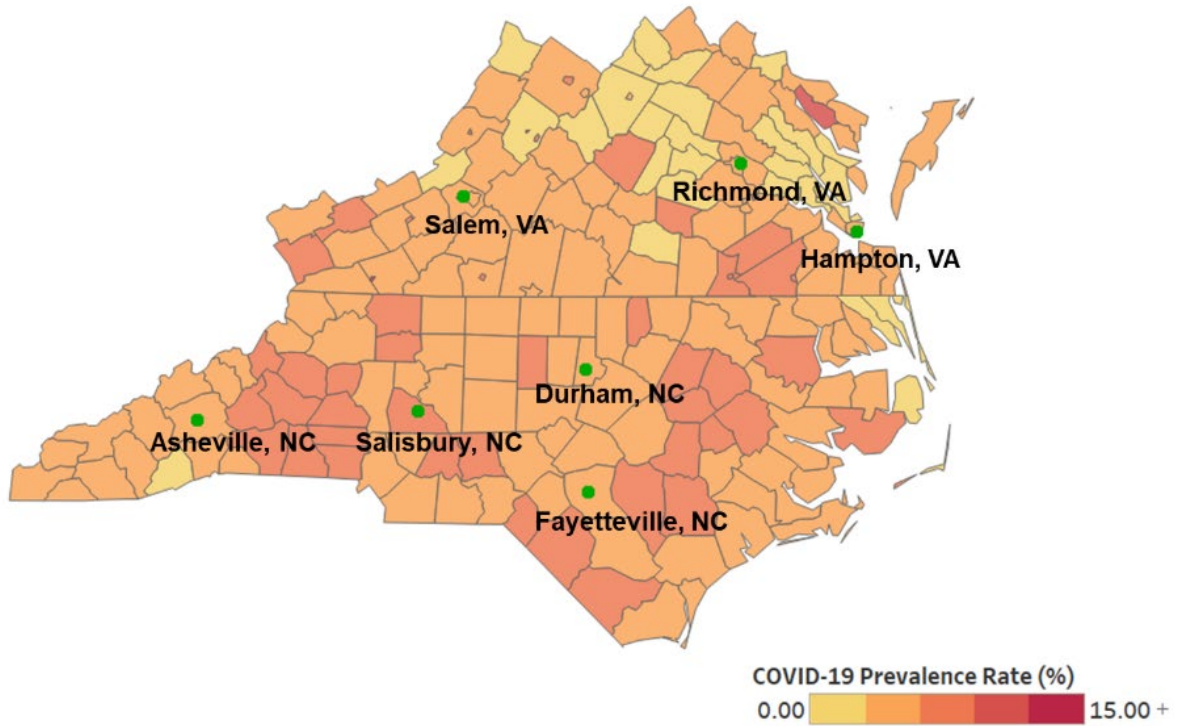 Richmond, VA
Salem, VA
Hampton, VA
Durham, NC
Asheville, NC
Salisbury, NC
Fayetteville, NC
COVID-19 Prevalence Rate (%)
0.00 15.00 +